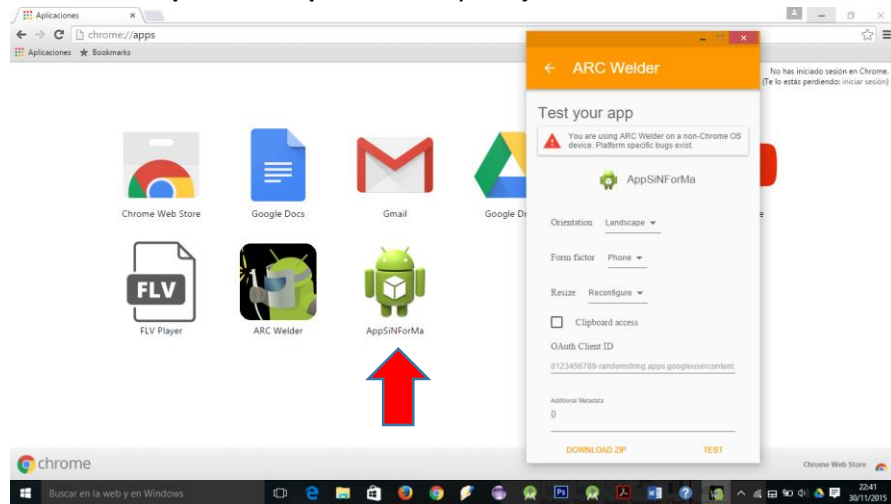 Aplicaciones
chrome://apps
Aplicaciones Bookmarks
No has iniciado sesión en Chrome.
(Te lo estás perdiendo: iniciar sesión)
Chrome Web Store
Google Docs
Gmail
Google Dr
FLV
FLV Player
ARC Welder
AppSiNForMa
ARC Welder
Test your app
You are using ARC Welder on a non-Chrome OS
device. Platform specific bugs exist.
AppSiNForMa
Orientation Landscape
Form factor Phone
Resize Reconfigure
Clipboard access
OAuth Client ID
0123456789-randomstring.apps.googleusercontent.
Additional Metadata
0
DOWNLOAD ZIP TEST
chrome
Chrome Web Store
Buscar en la web y en Windows
Ps
22:41
30/11/2015